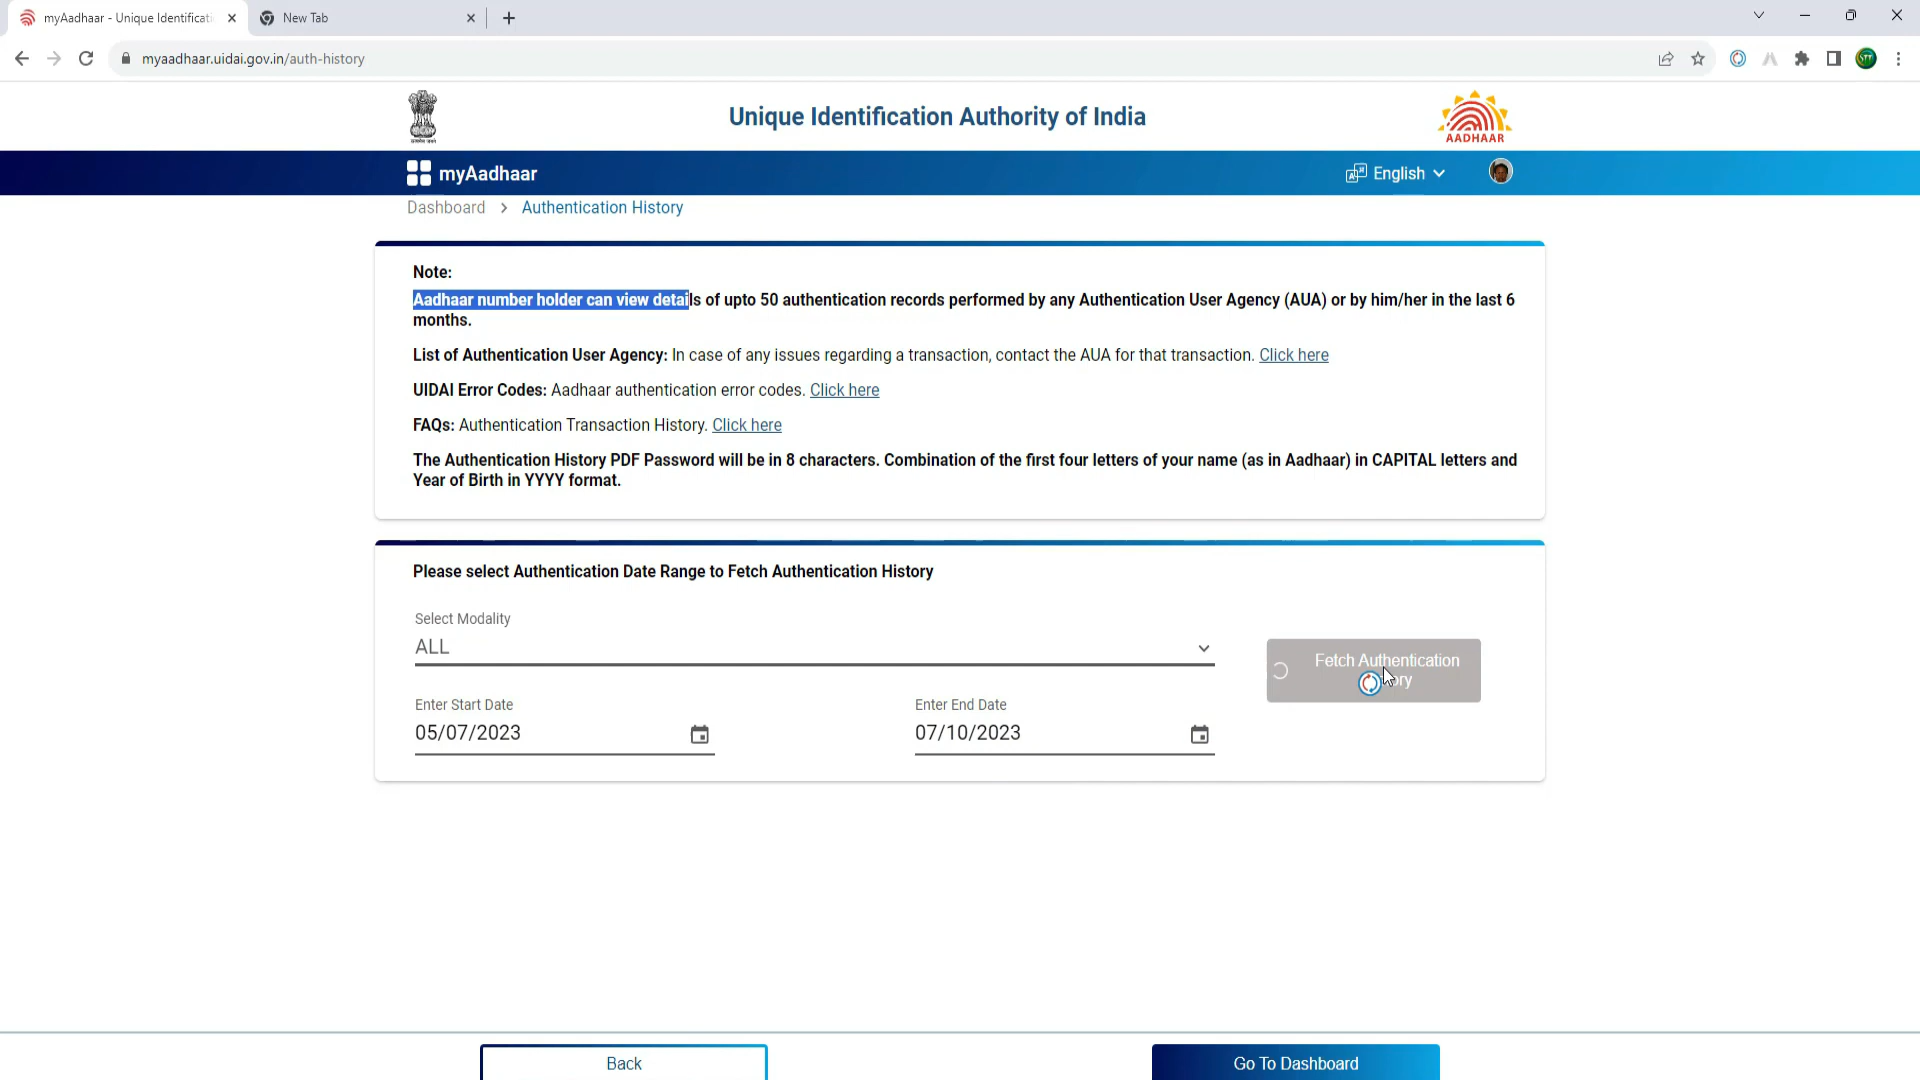 myAadhaar - Unique Identificati
New Tab
myaadhaar.uidai.gov.in/auth-history
Unique Identification Authority of India
AADHAAR
myAadhaar
English
Dashboard > Authentication History
Note:
Aadhaar number holder can view details of upto 50 authentication records performed by any Authentication User Agency (AUA) or by him/her in the last 6
months.
List of Authentication User Agency: In case of any issues regarding a transaction, contact the AUA for that transaction. Click here
UIDAI Error Codes: Aadhaar authentication error codes. Click here
FAQs: Authentication Transaction History. Click here
The Authentication History PDF Password will be in 8 characters. Combination of the first four letters of your name (as in Aadhaar) in CAPITAL letters and
Year of Birth in YYYY format.
Please select Authentication Date Range to Fetch Authentication History
Select Modality
ALL
Fetch Authentication
Enter Start Date
Enter End Date
05/07/2023
07/10/2023
Back
Go To Dashboard